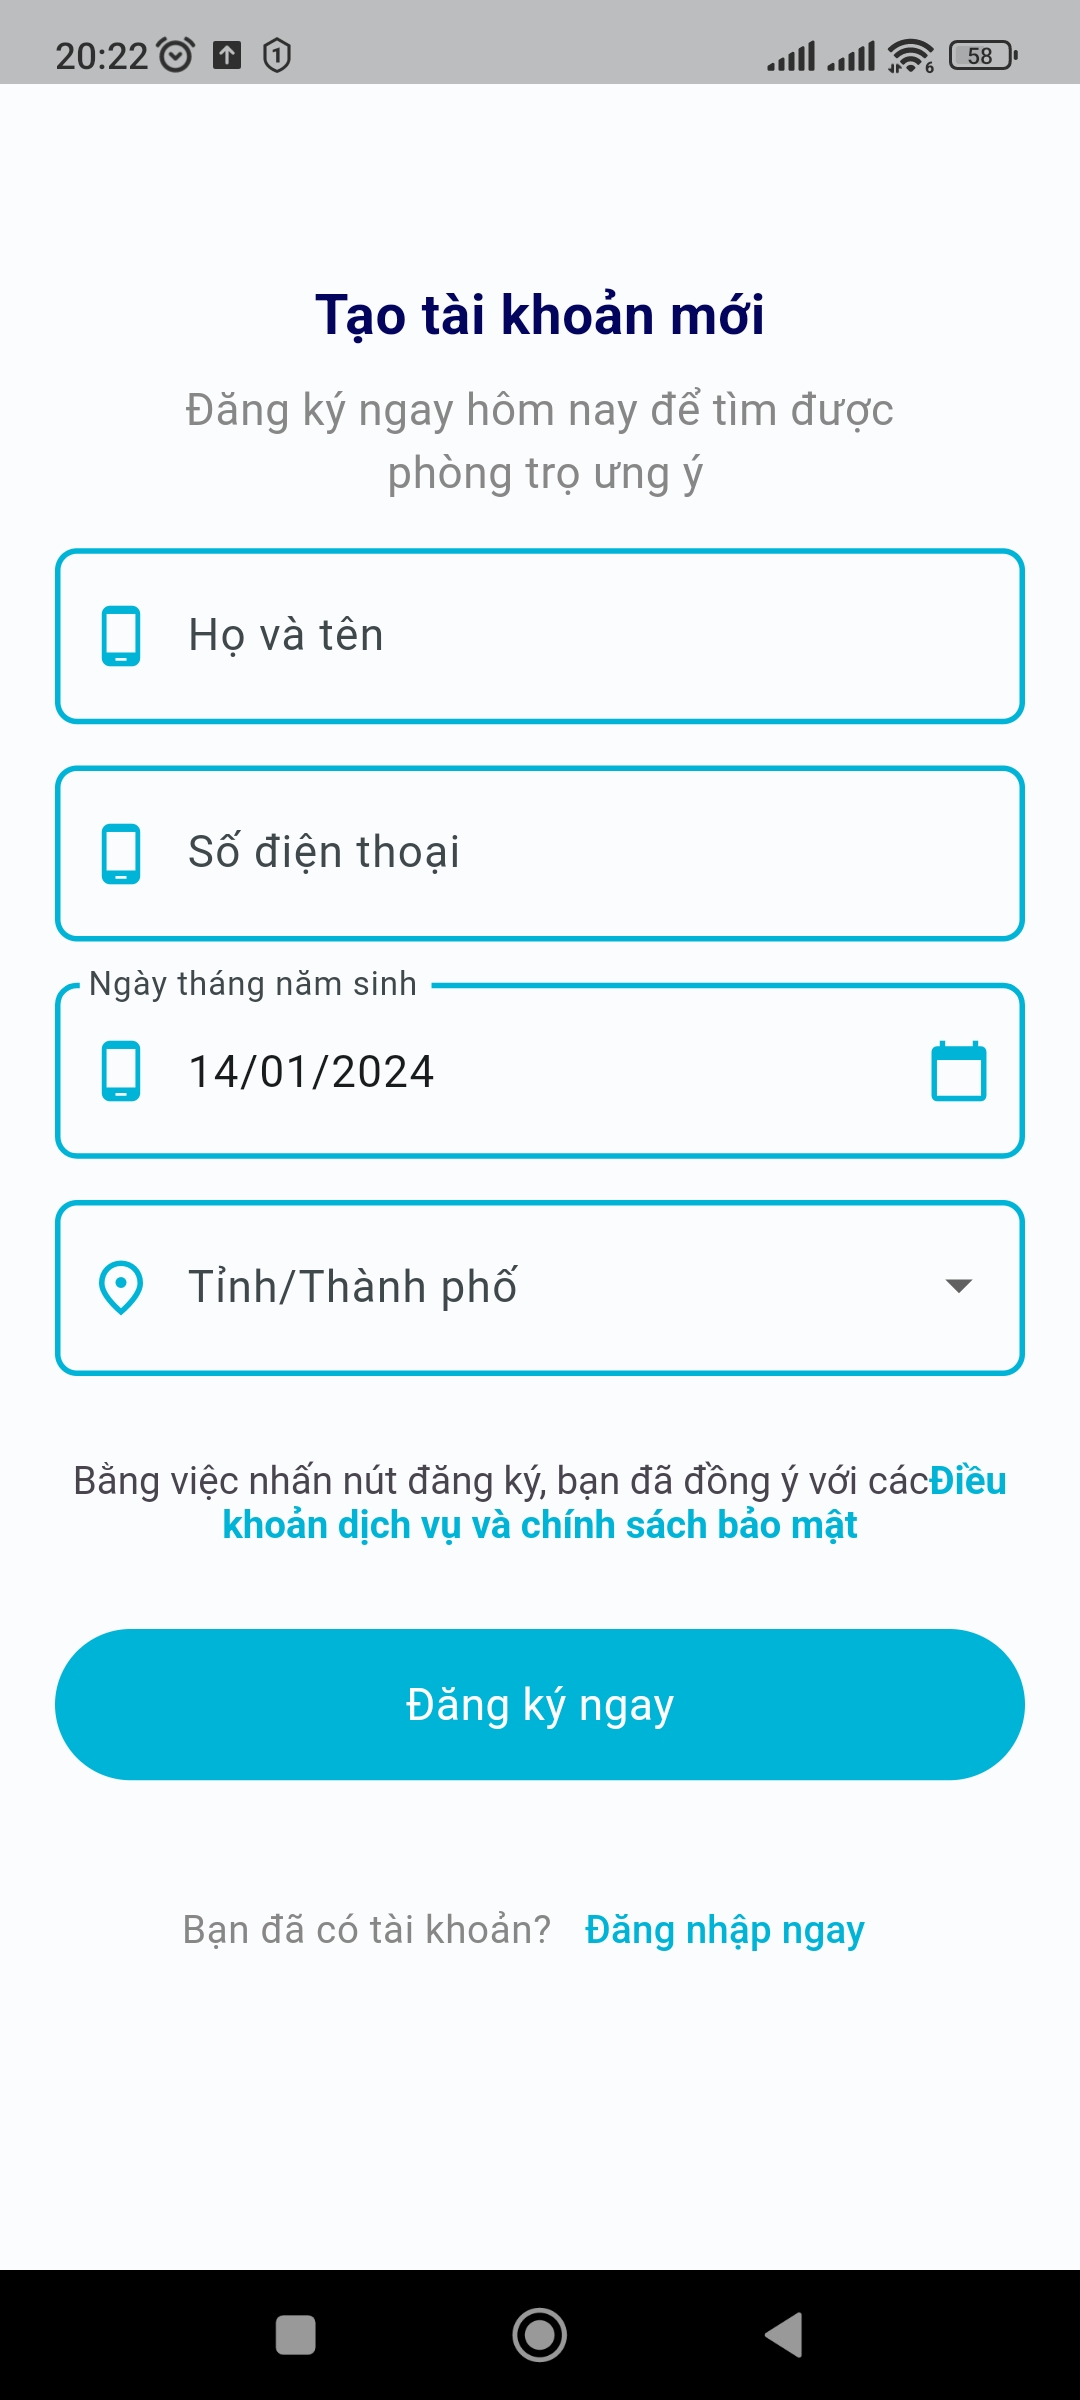 20:22
6
58
Tạo tài khoản mới
Đăng ký ngay hôm nay để tìm được
phòng trọ ưng ý
Họ và tên
Số điện thoại
Ngày tháng năm sinh
14/01/2024
Tỉnh/Thành phố
Bằng việc nhấn nút đăng ký, bạn đã đồng ý với cácĐiều
khoản dịch vụ và chính sách bảo mật
Đăng ký ngay
Bạn đã có tài khoản? Đăng nhập ngay